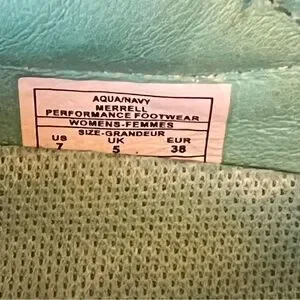 AQUA/NAVY
MERRELL
PERFORMANCE FOOTWEAR
WOMENS-FEMMES
SIZE-GRANDEUR
US UK EUR
7 5 38